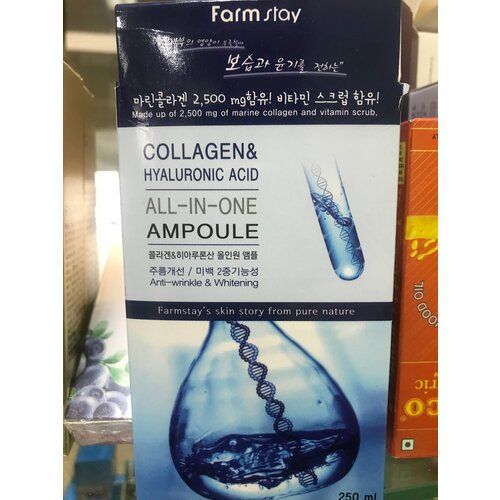 Farm stay
보습과 윤기를 전하는"
마린콜라겐 2,500 mg함유! 비타민 스크럽 함유!
Made up of 2,500 mg of marine collagen and vitamin scrub.
COLLAGEN&
HYALURONIC ACID
ALL-IN-ONE
AMPOULE
콜라겐&히아루론산 올인원 앰플
주름개선 / 미백 2중기능성
Anti-wrinkle & Whitening
Farmstay's skin story from pure nature
250 ml
OIL
CO
ric